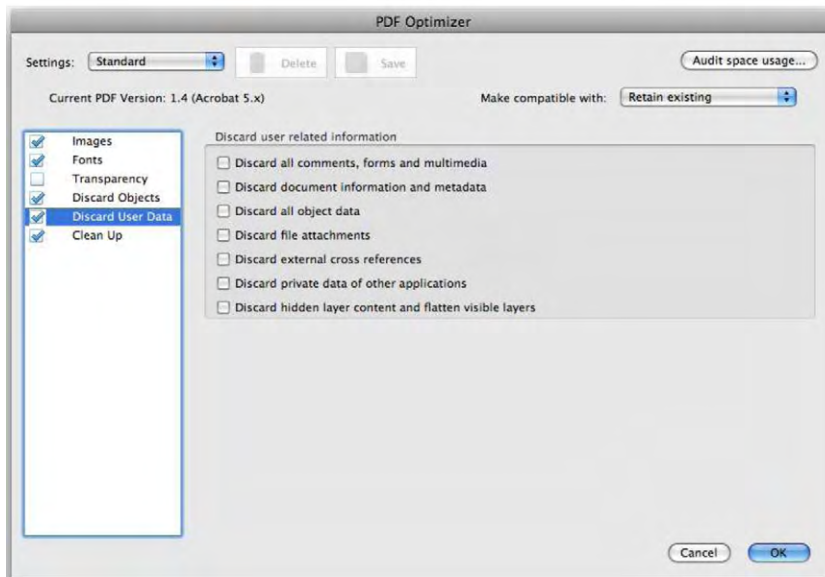 PDF Optimizer
Settings: Standard Delete Save Audit space usage...
Current PDF Version: 1.4 (Acrobat 5.x) Make compatible with: Retain existing
Images
Fonts
Transparency
Discard Objects
Discard User Data
Clean Up
Discard user related information
Discard all comments, forms and multimedia
Discard document information and metadata
Discard all object data
Discard file attachments
Discard external cross references
Discard private data of other applications
Discard hidden layer content and flatten visible layers
Cancel OK